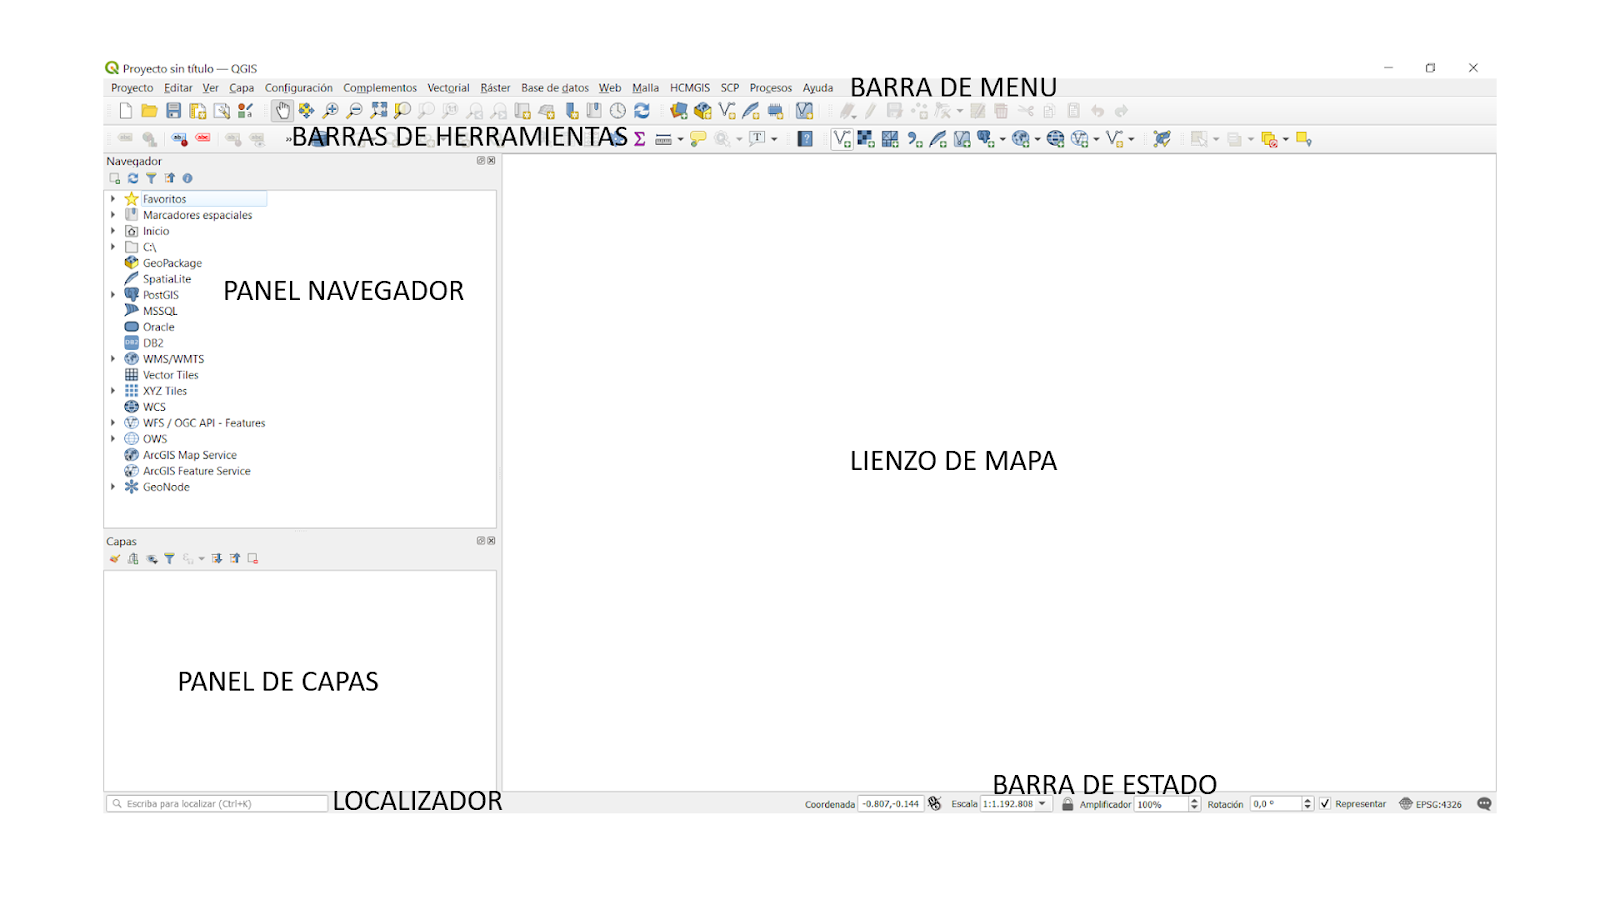 Proyecto sin título — QGIS
Proyecto Editar Ver Capa Configuración Complementos Vectorial Ráster Base de datos Web Malla HCMGIS SCP Procesos Ayuda BARRA DE MENU
BARRAS DE HERRAMIENTAS
Navegador
Favoritos
Marcadores espaciales
Inicio
C:\
GeoPackage
SpatiaLite
PostGIS
PANEL NAVEGADOR
MSSQL
Oracle
DB2
WMS/WMTS
Vector Tiles
XYZ Tiles
WCS
WFS / OGC API - Features
OWS
ArcGIS Map Service
ArcGIS Feature Service
GeoNode
LIENZO DE MAPA
Capas
PANEL DE CAPAS
BARRA DE ESTADO
Escriba para localizar (Ctrl+K) LOCALIZADOR
Coordenada -0.807,-0.144 Escala 1:1.192.808 Amplificador 100% Rotación 0,0 ° Representar EPSG:4326